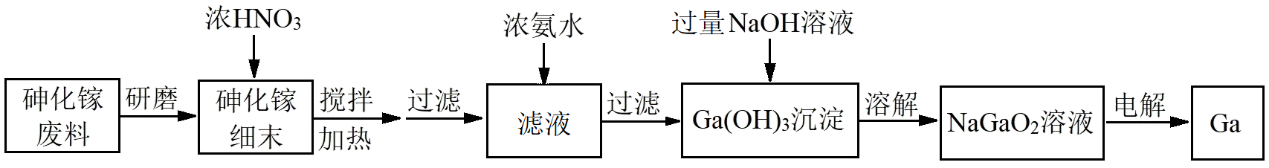 浓HNO₃
浓氨水
过量NaOH溶液
砷化镓
废料
研磨
砷化镓
细末
搅拌
加热
过滤
滤液
过滤
Ga(OH)₃沉淀
溶解
NaGaO₂溶液
电解
Ga